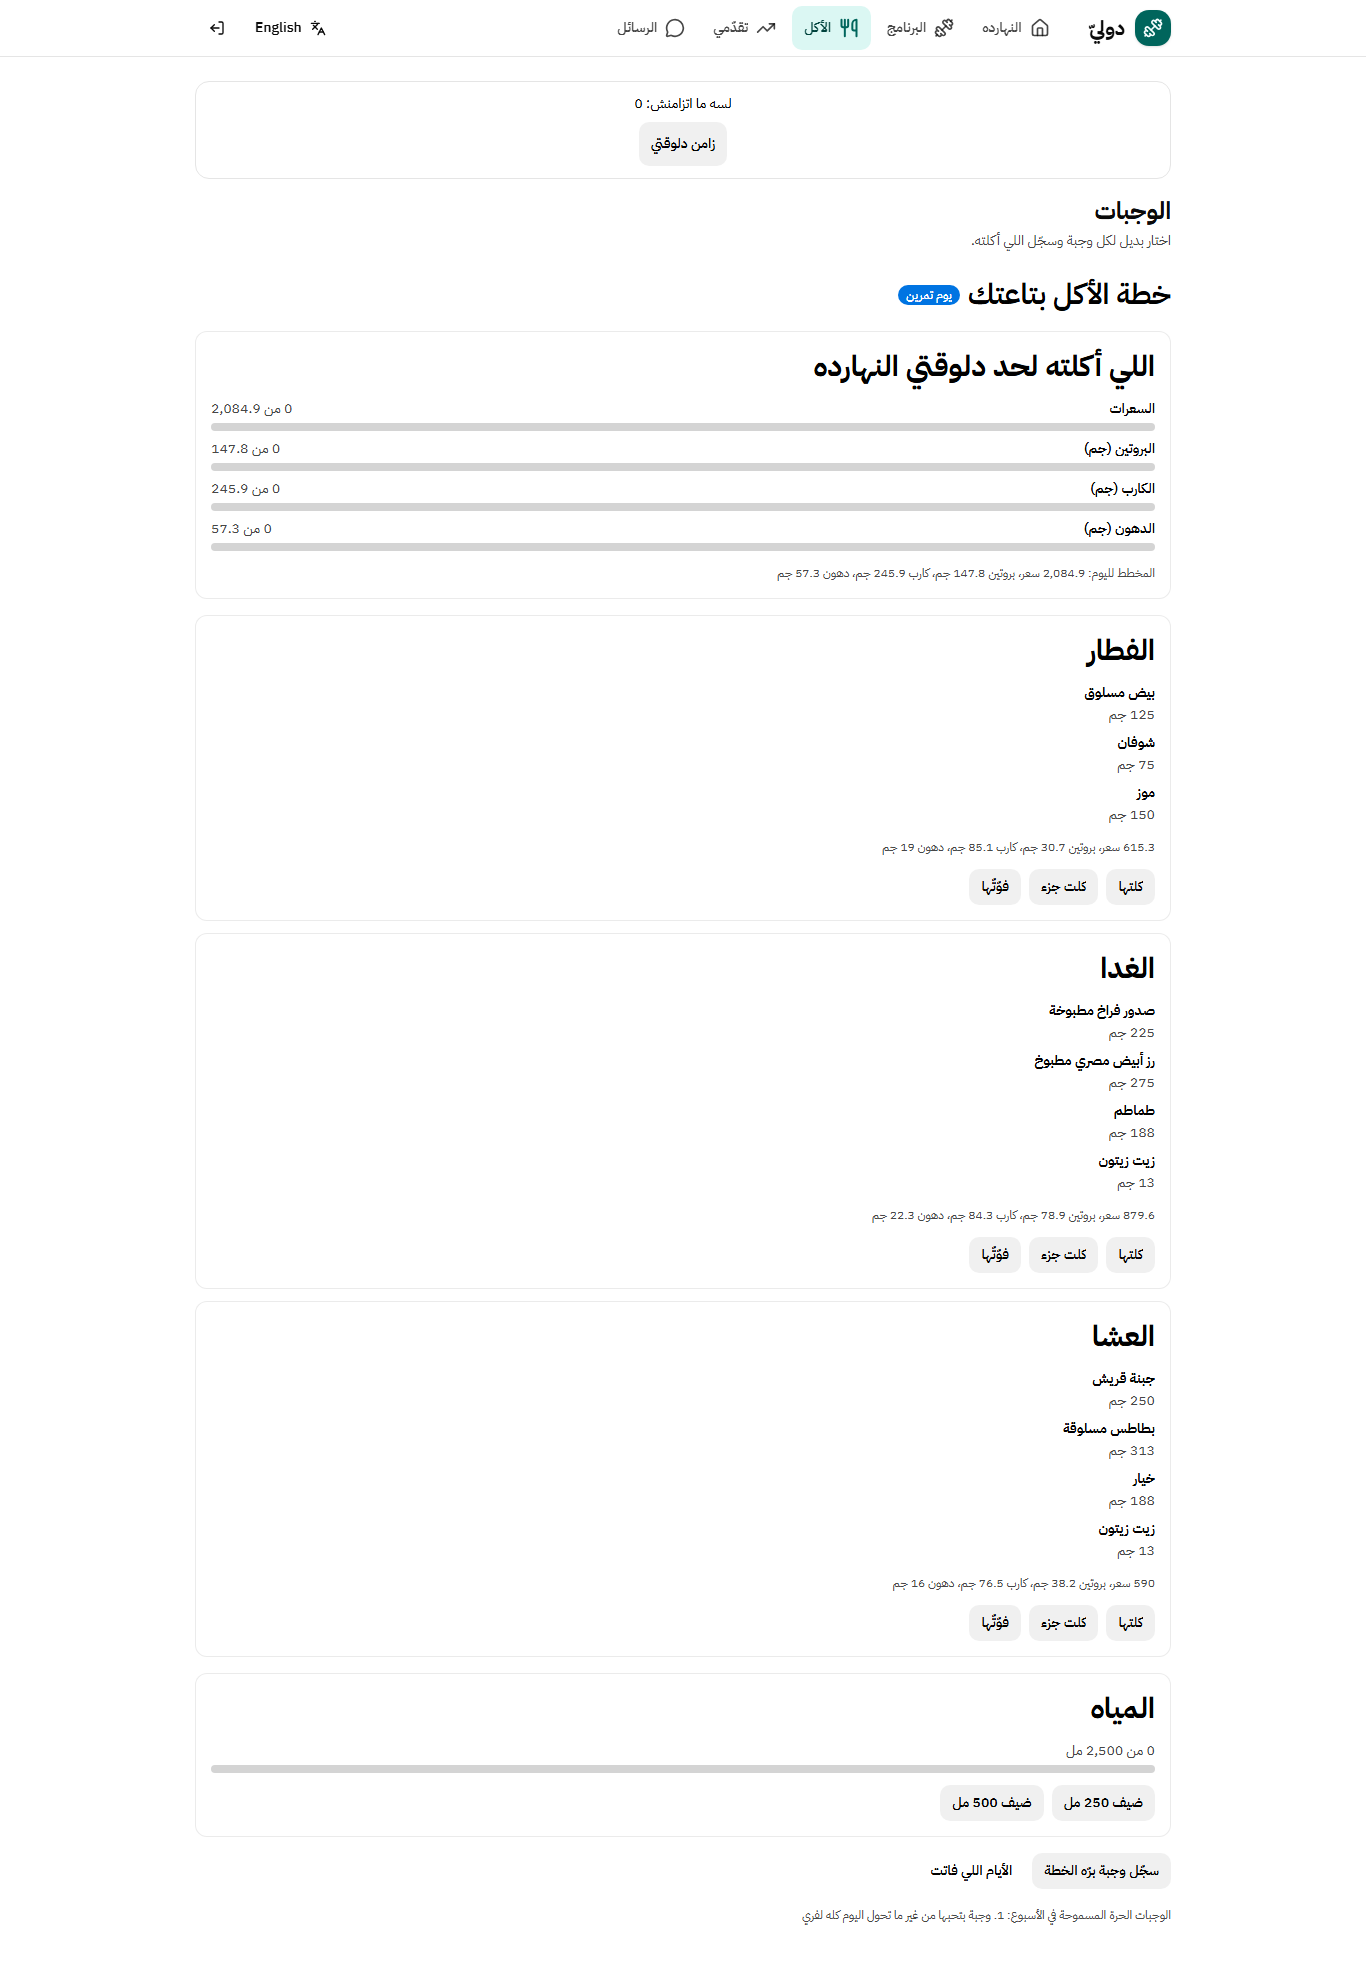 دوليّ
النهارده
البرنامج
الأكل
تقدّمي
الرسائل
English
لسه ما اتزامنش: 0
زامن دلوقتي
الوجبات
اختار بديل لكل وجبة وسجّل اللي أكلته.
خطة الأكل بتاعتك يوم تمرين
اللي أكلته لحد دلوقتي النهارده
السعرات 0 من 2,084.9
البروتين (جم) 0 من 147.8
الكارب (جم) 0 من 245.9
الدهون (جم) 0 من 57.3
المخطط لليوم: 2,084.9 سعر، بروتين 147.8 جم، كارب 245.9 جم، دهون 57.3 جم
الفطار
بيض مسلوق
125 جم
شوفان
75 جم
موز
150 جم
615.3 سعر، بروتين 30.7 جم، كارب 85.1 جم، دهون 19 جم
كلتها كلت جزء فوّتّها
الغدا
صدور فراخ مطبوخة
225 جم
رز أبيض مصري مطبوخ
275 جم
طماطم
188 جم
زيت زيتون
13 جم
879.6 سعر، بروتين 78.9 جم، كارب 84.3 جم، دهون 22.3 جم
كلتها كلت جزء فوّتّها
العشا
جبنة قريش
250 جم
بطاطس مسلوقة
313 جم
خيار
188 جم
زيت زيتون
13 جم
590 سعر، بروتين 38.2 جم، كارب 76.5 جم، دهون 16 جم
كلتها كلت جزء فوّتّها
المياه
0 من 2,500 مل
ضيف 250 مل ضيف 500 مل
سجّل وجبة برّه الخطة الأيام اللي فاتت
الوجبات الحرة المسموحة في الأسبوع: 1. وجبة بتحبها من غير ما تحول اليوم كله لفري